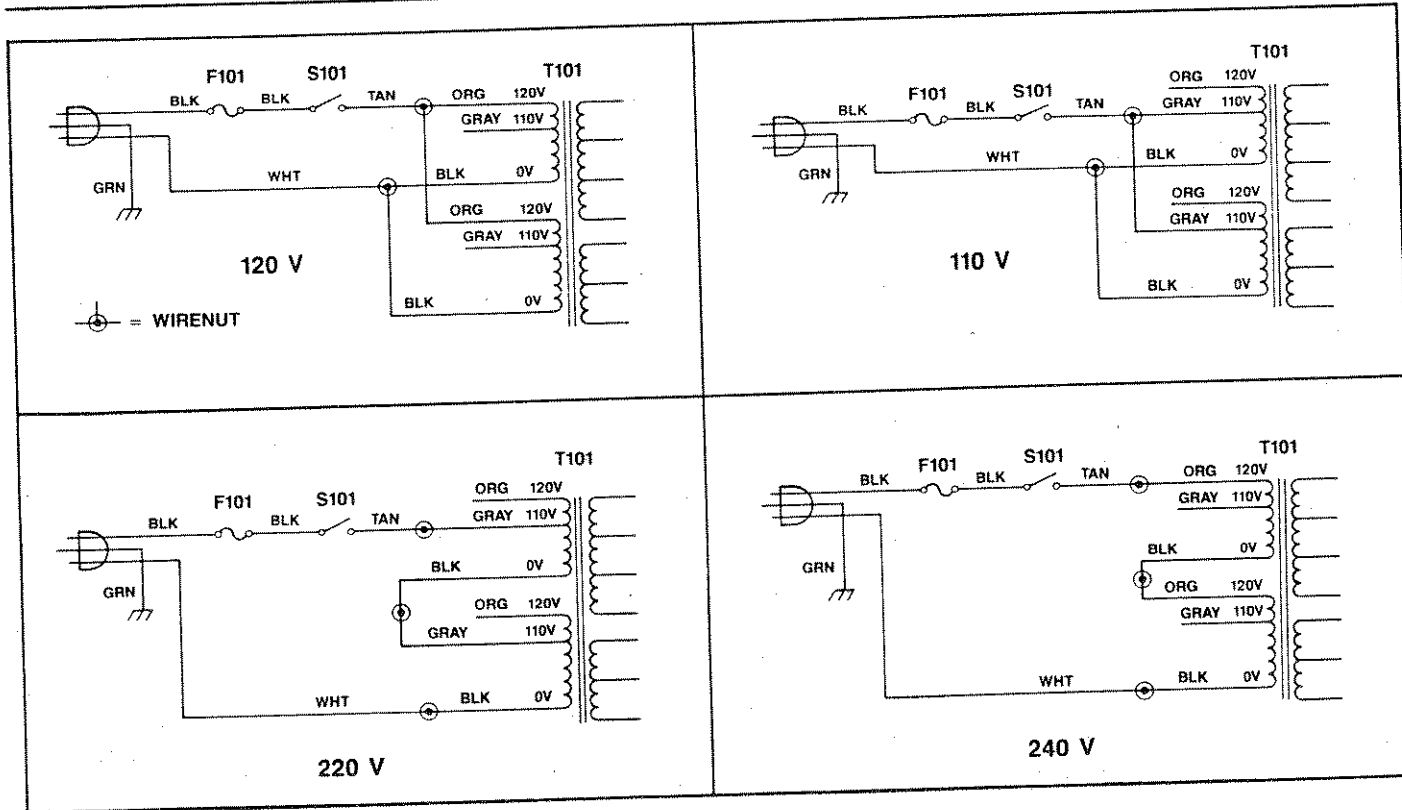 F101 S101 T101
BLK BLK TAN ORG 120V
GRAY 110V
WHT BLK 0V
GRN
ORG 120V
GRAY 110V
120 V
BLK 0V
= WIRENUT
T101
ORG 120V
F101 S101
BLK BLK TAN GRAY 110V
WHT BLK 0V
GRN
ORG 120V
GRAY 110V
110 V
BLK 0V
T101
F101 S101
ORG 120V
BLK BLK TAN GRAY 110V
BLK 0V
GRN
ORG 120V
GRAY 110V
WHT BLK 0V
220 V
T101
F101 S101
BLK BLK TAN ORG 120V
GRAY 110V
BLK 0V
GRN
ORG 120V
GRAY 110V
WHT BLK 0V
240 V